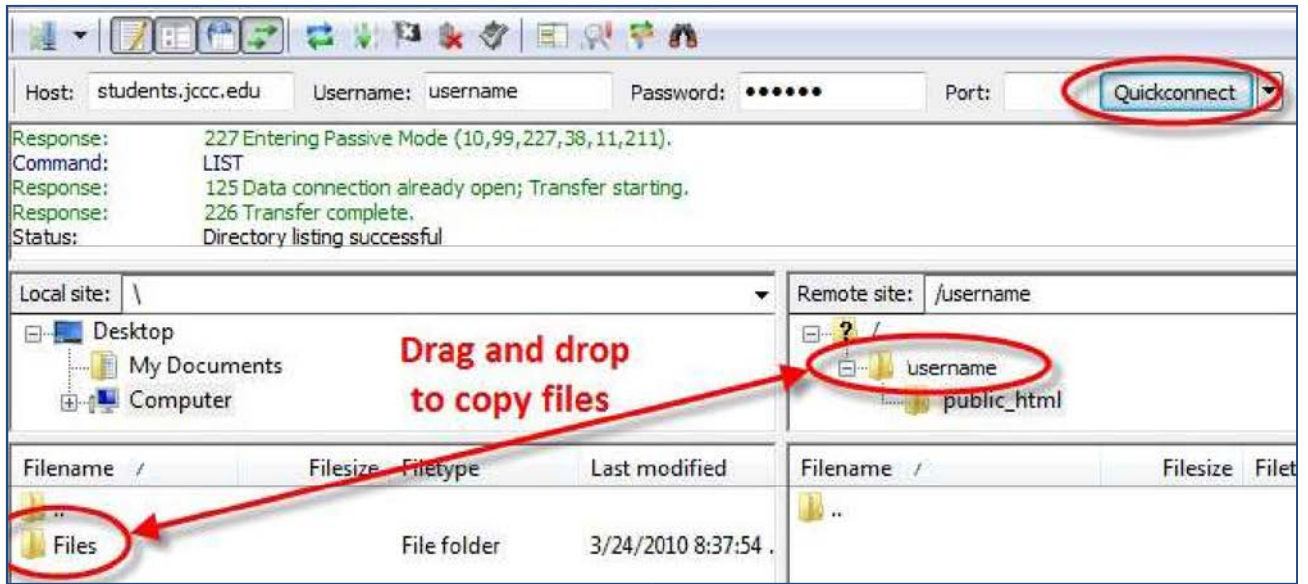 Host: students.jccc.edu Username: username Password: •••••• Port: Quickconnect
Response: 227 Entering Passive Mode (10,99,227,38,11,211).
Command: LIST
Response: 125 Data connection already open; Transfer starting.
Response: 226 Transfer complete.
Status: Directory listing successful
Local site: \
Desktop
My Documents
Computer
Drag and drop
to copy files
Remote site: /username
? /
username
public_html
Filename / Filesize Filetype Last modified
..
Files File folder 3/24/2010 8:37:54 .
Filename / Filesize Filet
..